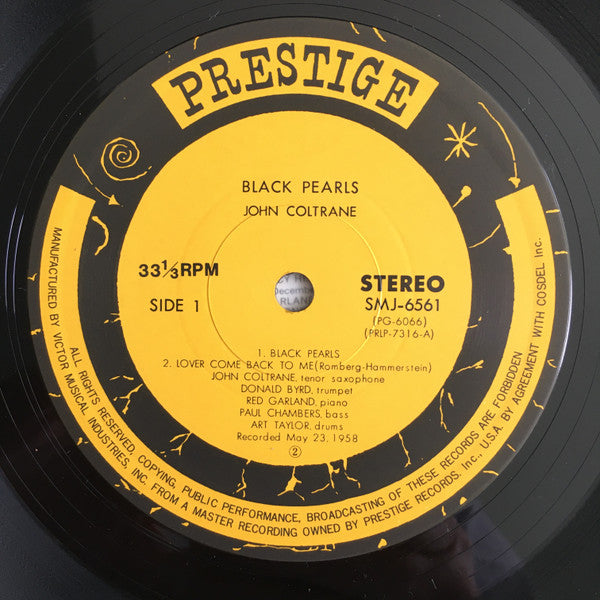 PRESTIGE
BLACK PEARLS
JOHN COLTRANE
33⅓RPM
SIDE 1
STEREO
SMJ-6561
(PG-6066)
(PRLP-7316-A)
1. BLACK PEARLS
2. LOVER COME BACK TO ME (Romberg-Hammerstein)
JOHN COLTRANE, tenor saxophone
DONALD BYRD, trumpet
RED GARLAND, piano
PAUL CHAMBERS, bass
ART TAYLOR, drums
Recorded May 23, 1958
②
ALL RIGHTS RESERVED, COPYING, PUBLIC PERFORMANCE, BROADCASTING OF THESE RECORDS ARE FORBIDDEN
MANUFACTURED BY VICTOR MUSICAL INDUSTRIES, INC. FROM A MASTER RECORDING OWNED BY PRESTIGE RECORDS, Inc., U.S.A. BY AGREEMENT WITH COSDEL Inc.